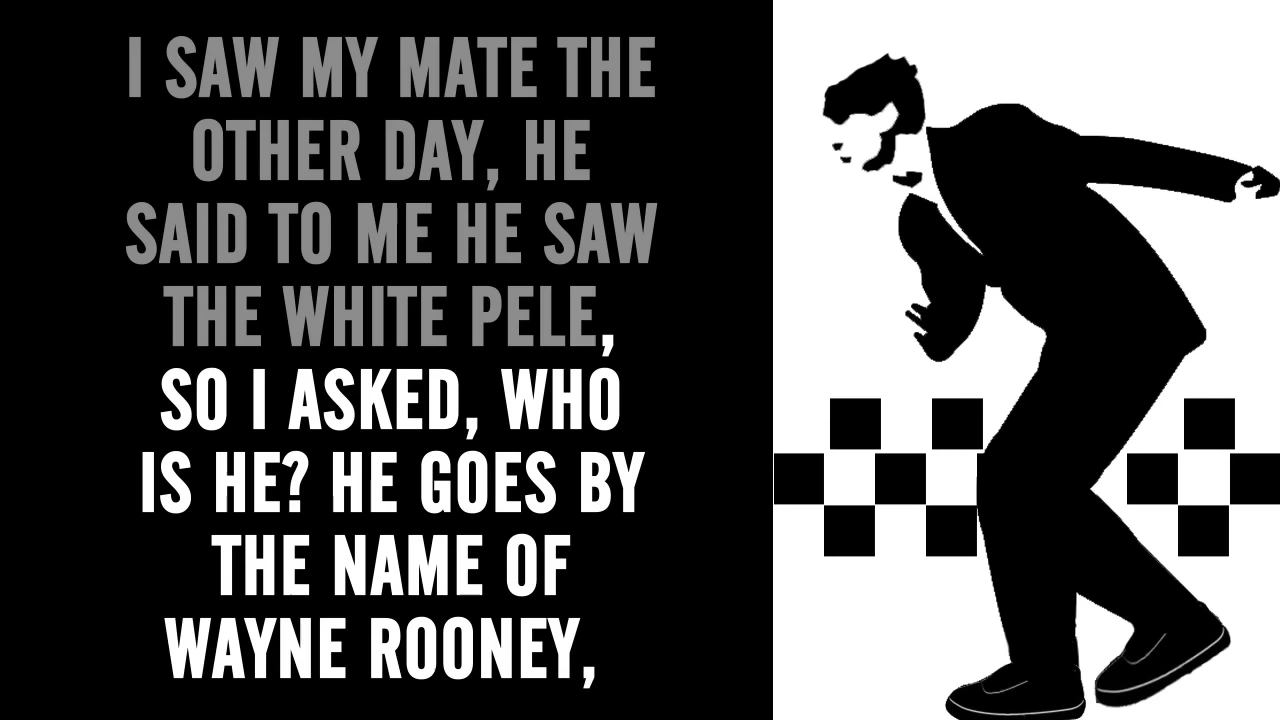 I SAW MY MATE THE
OTHER DAY, HE
SAID TO ME HE SAW
THE WHITE PELE,
SO I ASKED, WHO
IS HE? HE GOES BY
THE NAME OF
WAYNE ROONEY,